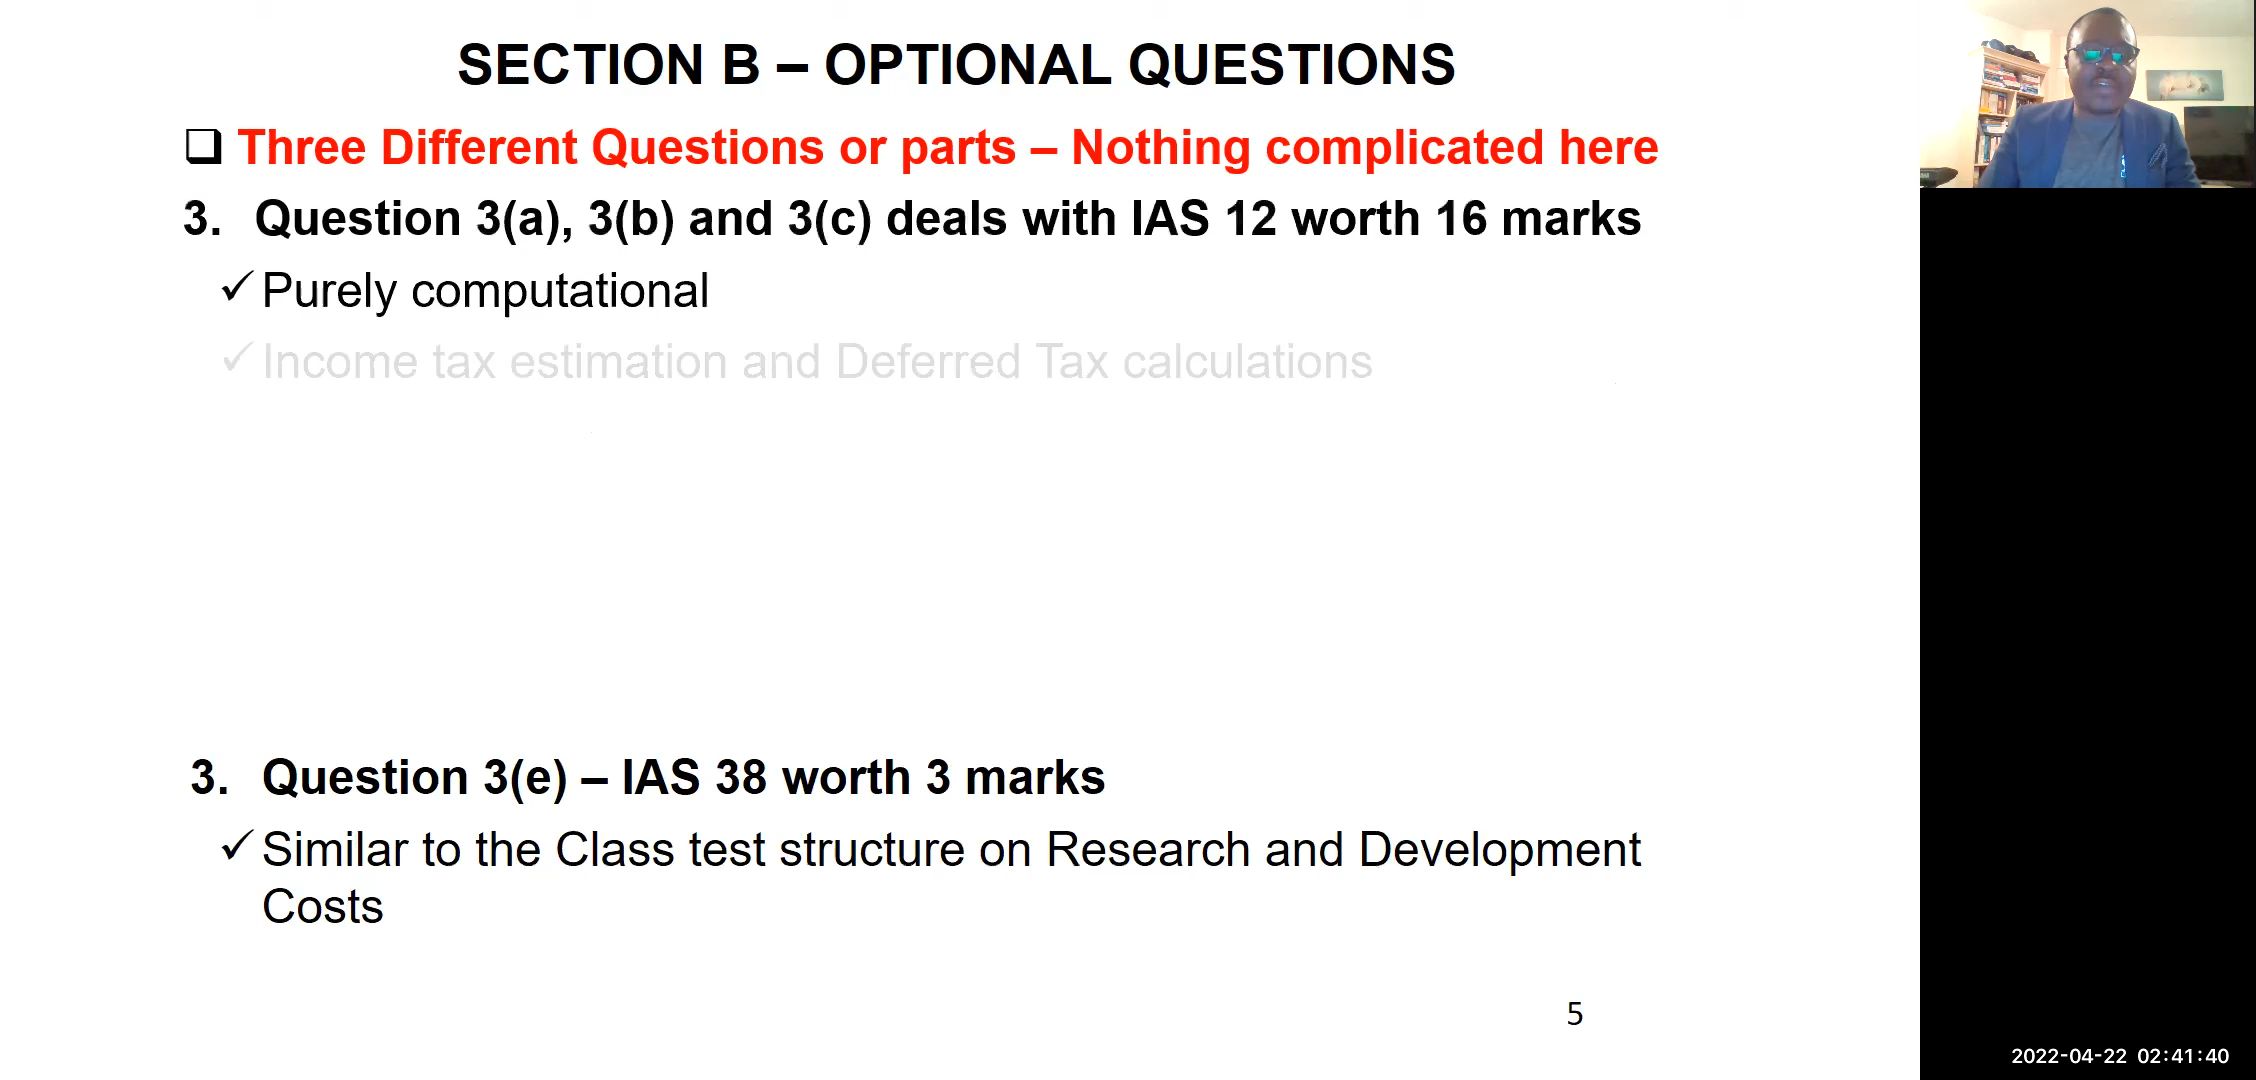 SECTION B – OPTIONAL QUESTIONS
❑ Three Different Questions or parts – Nothing complicated here
3. Question 3(a), 3(b) and 3(c) deals with IAS 12 worth 16 marks
✓ Purely computational
✓ Income tax estimation and Deferred Tax calculations
3. Question 3(e) – IAS 38 worth 3 marks
✓ Similar to the Class test structure on Research and Development
Costs
5
2022-04-22 02:41:40